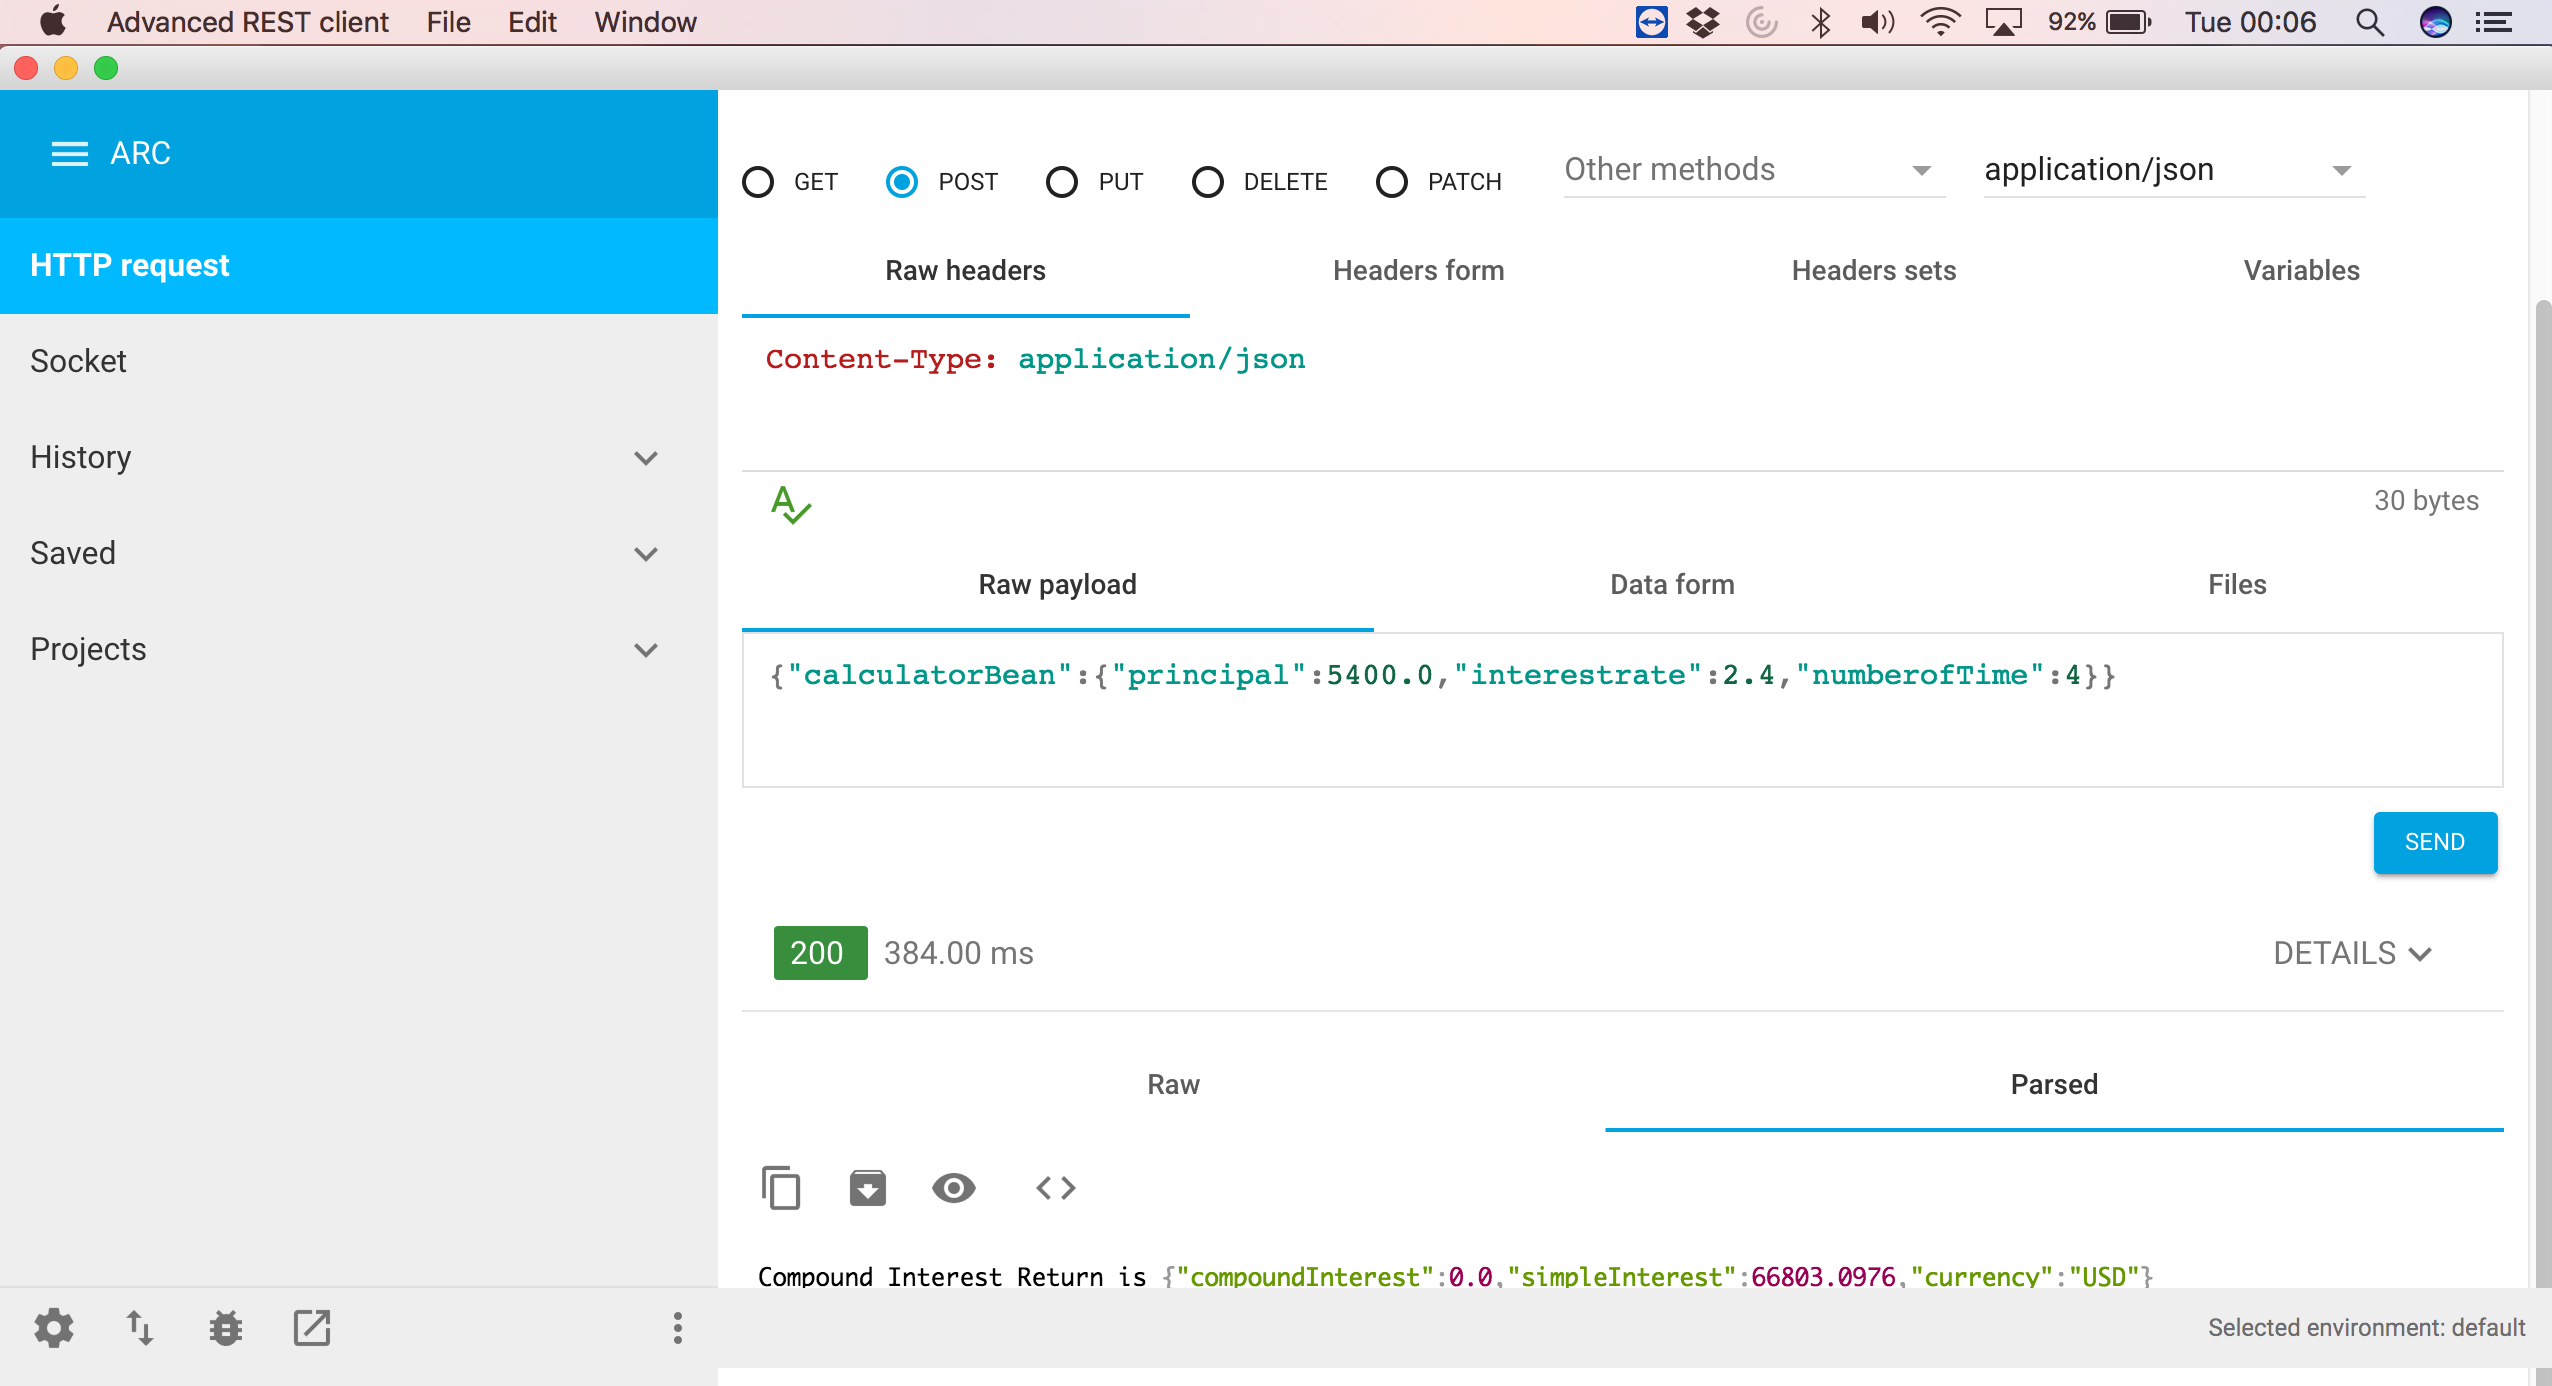 Advanced REST client File Edit Window 92% Tue 00:06
ARC
HTTP request
Socket
History
Saved
Projects
GET POST PUT DELETE PATCH Other methods application/json
Raw headers Headers form Headers sets Variables
Content-Type: application/json
30 bytes
Raw payload Data form Files
{"calculatorBean":{"principal":5400.0,"interestrate":2.4,"numberofTime":4}}
SEND
200 384.00 ms DETAILS
Raw Parsed
Compound Interest Return is {"compoundInterest":0.0,"simpleInterest":66803.0976,"currency":"USD"}
Selected environment: default